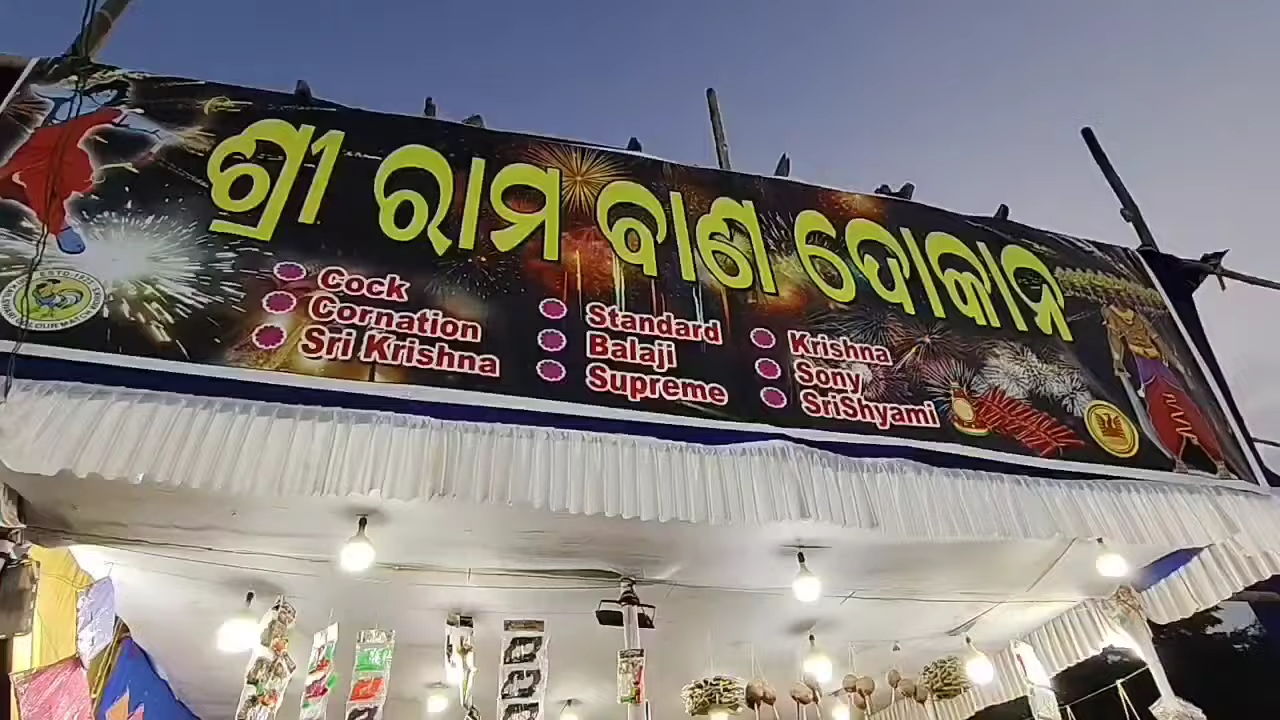 ଶ୍ରୀ ରାମ ବାଣ ଦୋକାନ
Cock
Cornation
Sri Krishna
Standard
Balaji
Supreme
Krishna
Sony
SriShyami